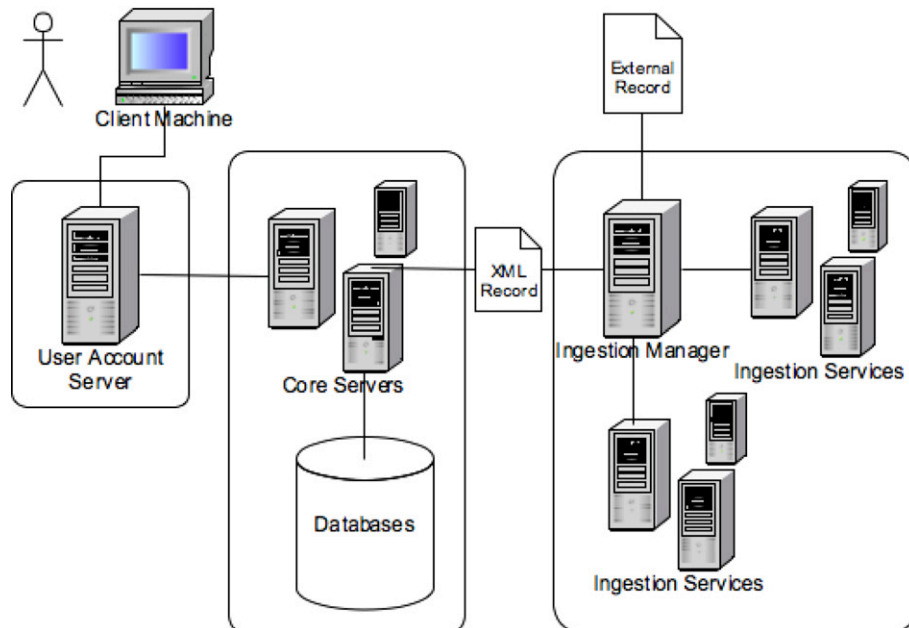 External
Record
Client Machine
XML
Record
User Account
Server
Core Servers
Ingestion Manager
Ingestion Services
Databases
Ingestion Services